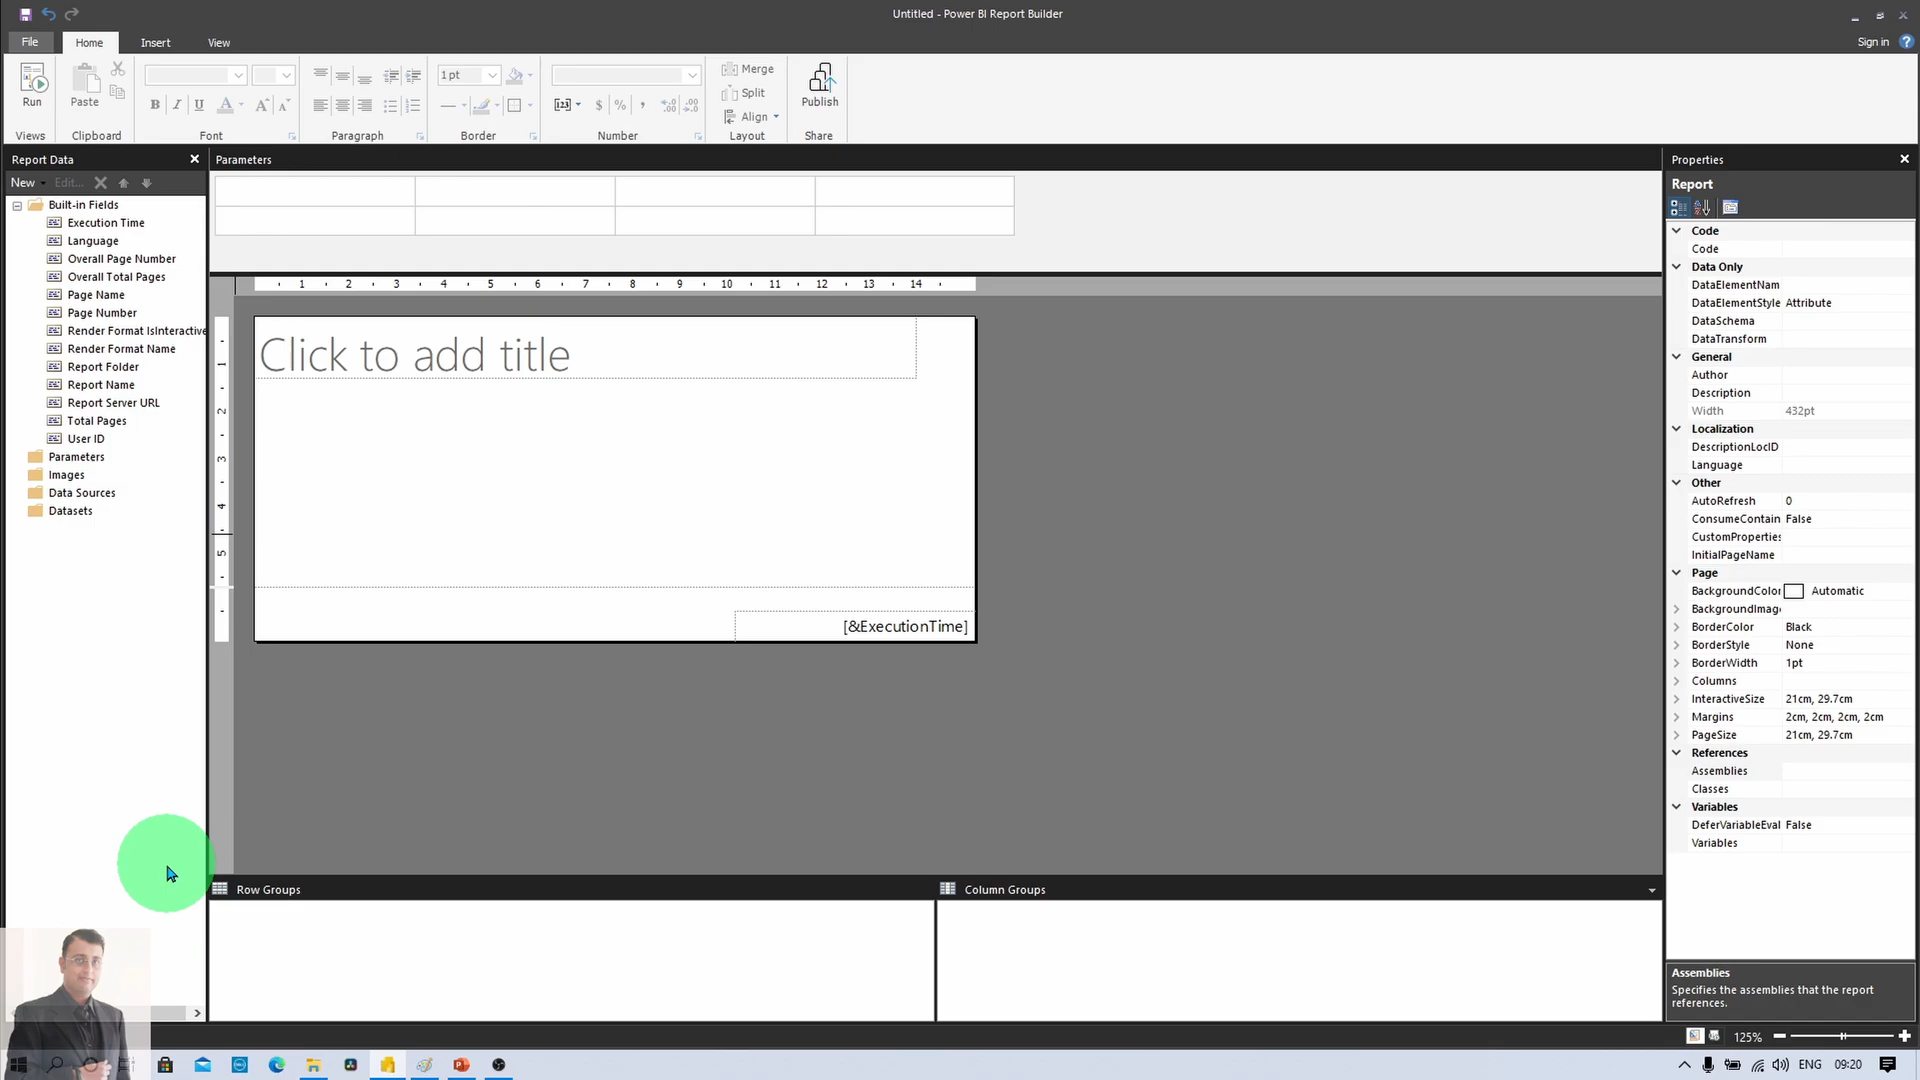 Untitled - Power BI Report Builder
File
Home
Insert
View
Sign in
Run
Paste
1pt
Merge
Split
Align
Publish
B
I
U
Views
Clipboard
Font
Paragraph
Border
Number
Layout
Share
Report Data
New
Edit...
Built-in Fields
Execution Time
Language
Overall Page Number
Overall Total Pages
Page Name
Page Number
Render Format IsInteractive
Render Format Name
Report Folder
Report Name
Report Server URL
Total Pages
User ID
Parameters
Images
Data Sources
Datasets
Parameters
1 2 3 4 5 6 7 8 9 10 11 12 13 14
1
2
3
4
5
Click to add title
[&ExecutionTime]
Row Groups
Column Groups
Properties
Report
Code
Code
Data Only
DataElementNam
DataElementStyle Attribute
DataSchema
DataTransform
General
Author
Description
Width 432pt
Localization
DescriptionLocID
Language
Other
AutoRefresh 0
ConsumeContain False
CustomProperties
InitialPageName
Page
BackgroundColor Automatic
BackgroundImage
BorderColor Black
BorderStyle None
BorderWidth 1pt
Columns
InteractiveSize 21cm, 29.7cm
Margins 2cm, 2cm, 2cm, 2cm
PageSize 21cm, 29.7cm
References
Assemblies
Classes
Variables
DeferVariableEval False
Variables
Assemblies
Specifies the assemblies that the report
references.
125%
ENG
09:20